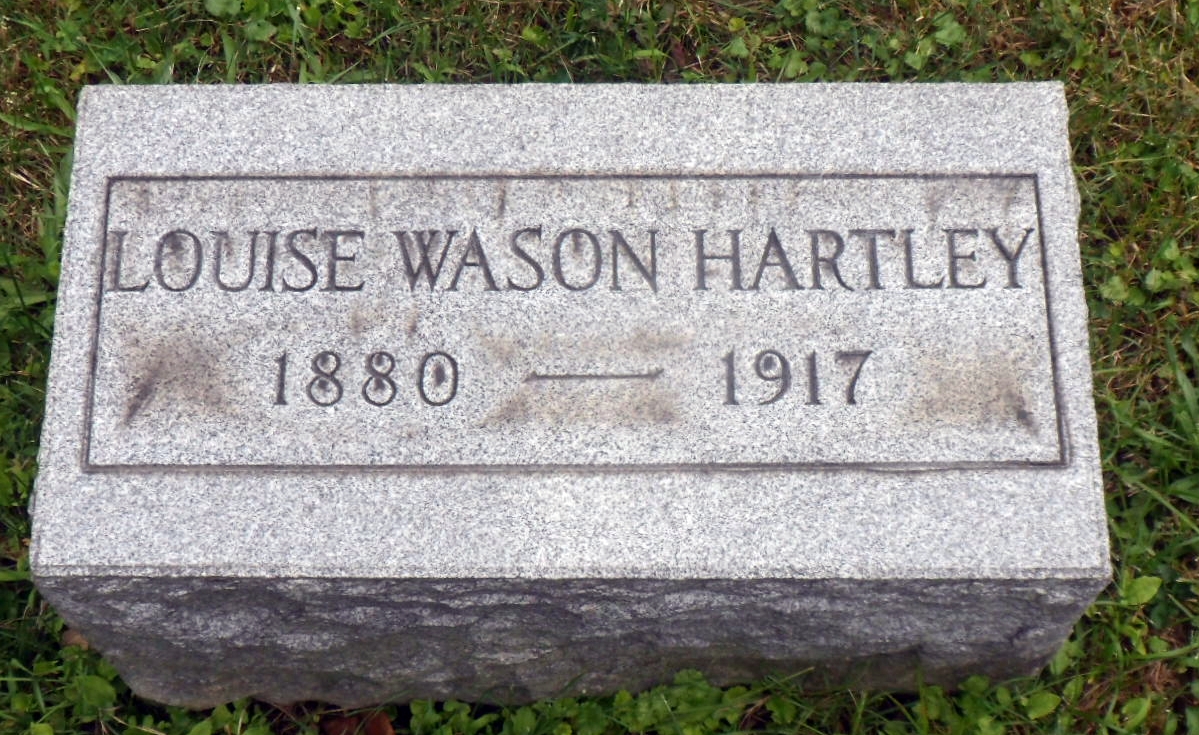 LOUISE WASON HARTLEY
1880 — 1917